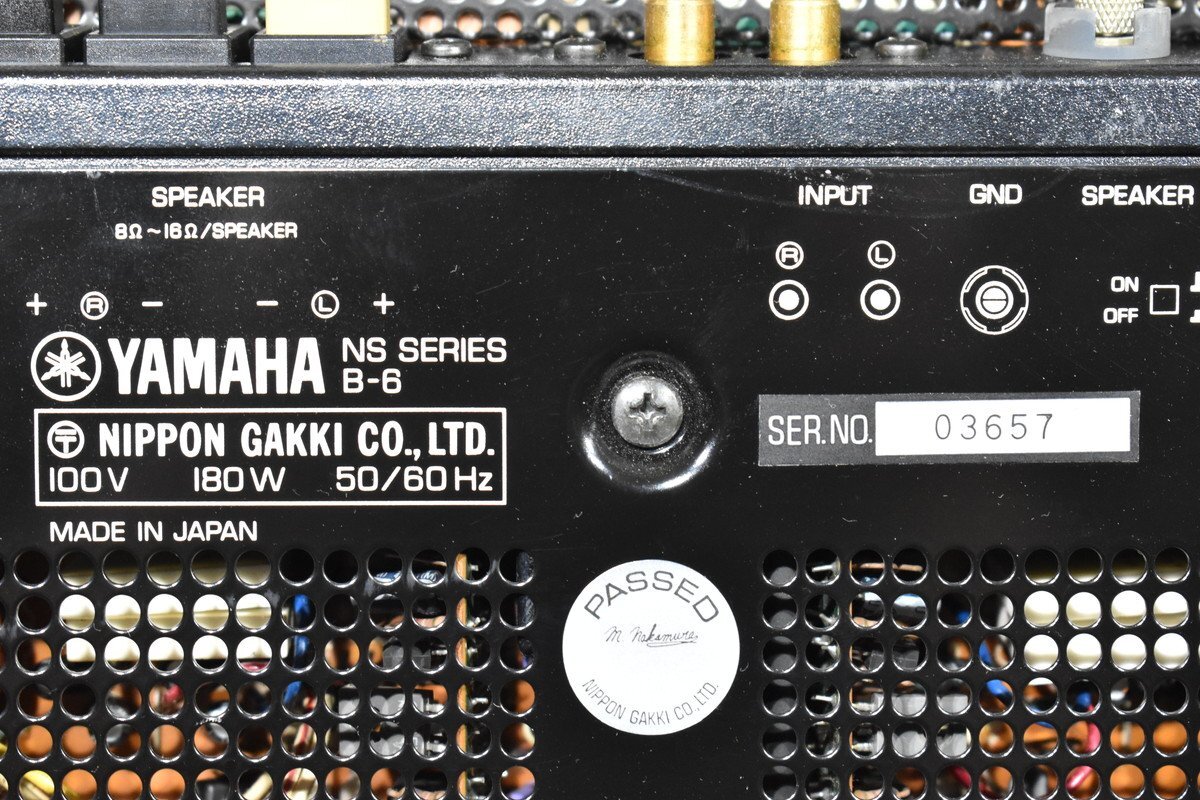 SPEAKER
8Ω~16Ω/SPEAKER
+ R − − L +
YAMAHA NS SERIES
B-6
NIPPON GAKKI CO., LTD.
100V 180W 50/60Hz
MADE IN JAPAN
INPUT GND SPEAKER
R L
ON
OFF
SER.NO. 03657
PASSED
M. Nakamura
NIPPON GAKKI CO., LTD.